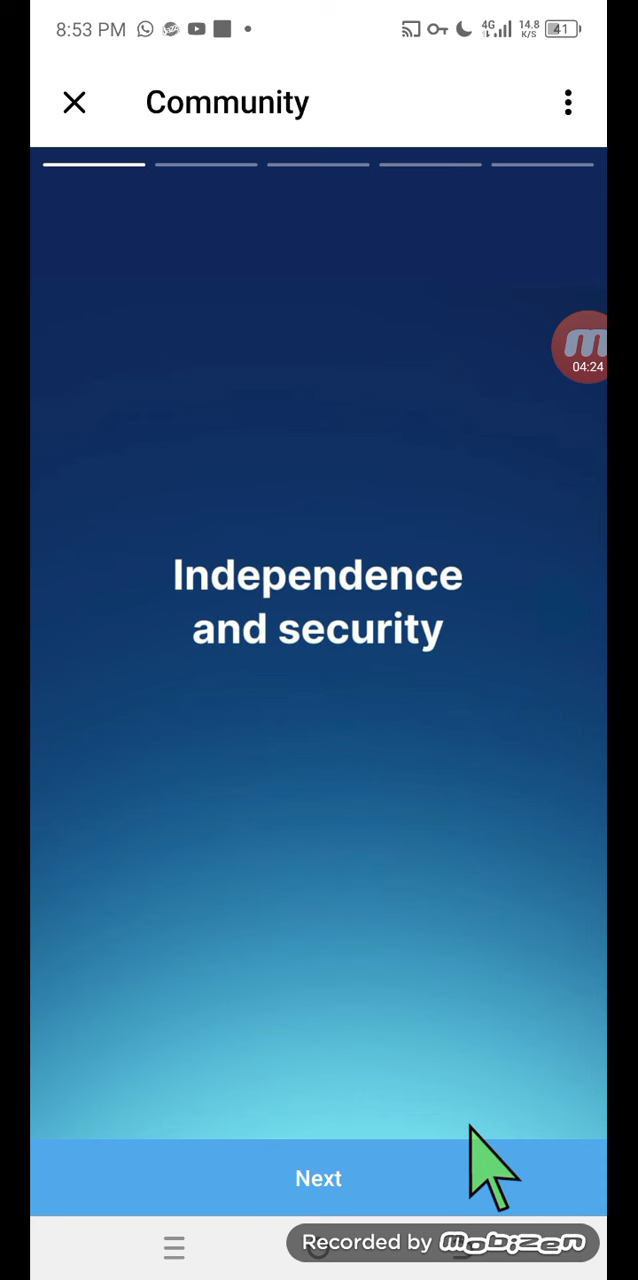 8:53 PM 4G 14.8 K/S 41
Community
m
04:24
Independence
and security
Next
Recorded by mobizen